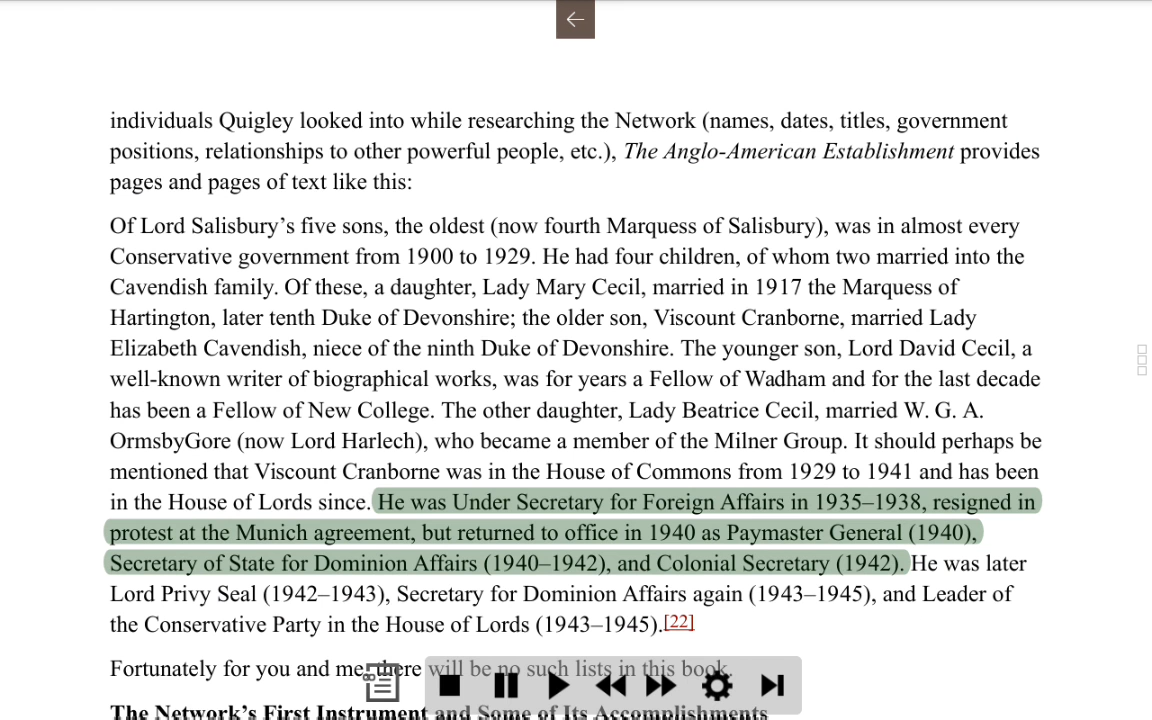 individuals Quigley looked into while researching the Network (names, dates, titles, government
positions, relationships to other powerful people, etc.), The Anglo-American Establishment provides
pages and pages of text like this:
Of Lord Salisbury’s five sons, the oldest (now fourth Marquess of Salisbury), was in almost every
Conservative government from 1900 to 1929. He had four children, of whom two married into the
Cavendish family. Of these, a daughter, Lady Mary Cecil, married in 1917 the Marquess of
Hartington, later tenth Duke of Devonshire; the older son, Viscount Cranborne, married Lady
Elizabeth Cavendish, niece of the ninth Duke of Devonshire. The younger son, Lord David Cecil, a
well-known writer of biographical works, was for years a Fellow of Wadham and for the last decade
has been a Fellow of New College. The other daughter, Lady Beatrice Cecil, married W. G. A.
OrmsbyGore (now Lord Harlech), who became a member of the Milner Group. It should perhaps be
mentioned that Viscount Cranborne was in the House of Commons from 1929 to 1941 and has been
in the House of Lords since. He was Under Secretary for Foreign Affairs in 1935–1938, resigned in
protest at the Munich agreement, but returned to office in 1940 as Paymaster General (1940),
Secretary of State for Dominion Affairs (1940–1942), and Colonial Secretary (1942). He was later
Lord Privy Seal (1942–1943), Secretary for Dominion Affairs again (1943–1945), and Leader of
the Conservative Party in the House of Lords (1943–1945).[22]
Fortunately for you and me, there will be no such lists in this book.
The Network’s First Instrument and Some of Its Accomplishments